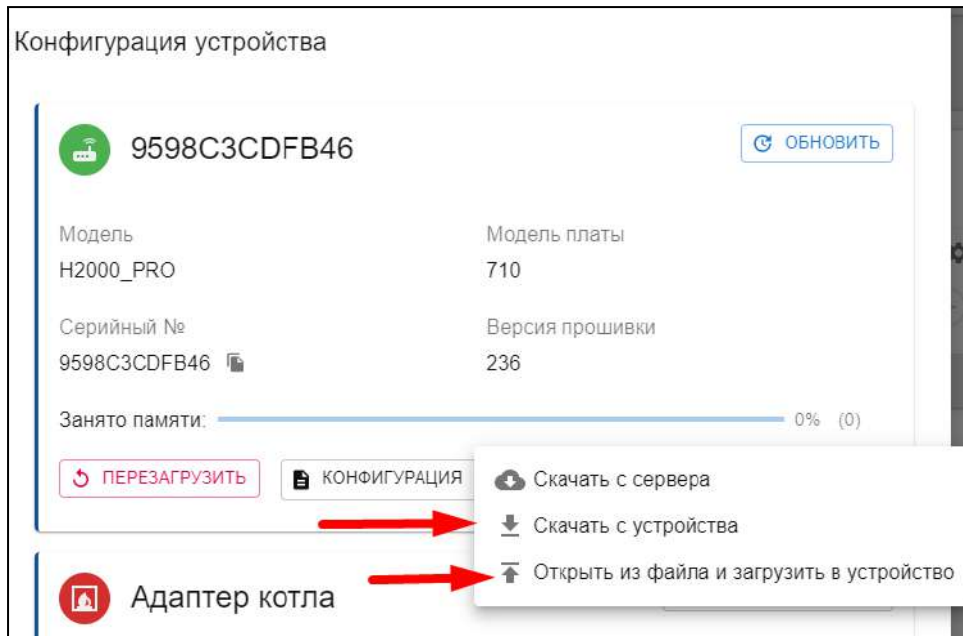 Конфигурация устройства
9598C3CDFB46
ОБНОВИТЬ
Модель
Модель платы
H2000_PRO
710
Серийный №
Версия прошивки
9598C3CDFB46
236
Занято памяти: 0% (0)
ПЕРЕЗАГРУЗИТЬ
КОНФИГУРАЦИЯ
Скачать с сервера
Скачать с устройства
Открыть из файла и загрузить в устройство
Адаптер котла